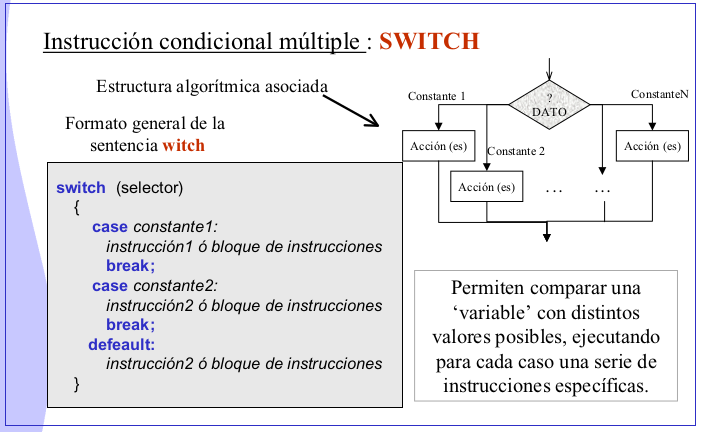 Instrucción condicional múltiple : SWITCH
Estructura algorítmica asociada
Formato general de la
sentencia witch
switch (selector)
{
case constante1:
instrucción1 ó bloque de instrucciones
break;
case constante2:
instrucción2 ó bloque de instrucciones
break;
defeault:
instrucción2 ó bloque de instrucciones
}
?
DATO
Constante 1
ConstanteN
Acción (es)
Acción (es)
Constante 2
Acción (es)
... ...
Permiten comparar una
‘variable’ con distintos
valores posibles, ejecutando
para cada caso una serie de
instrucciones específicas.